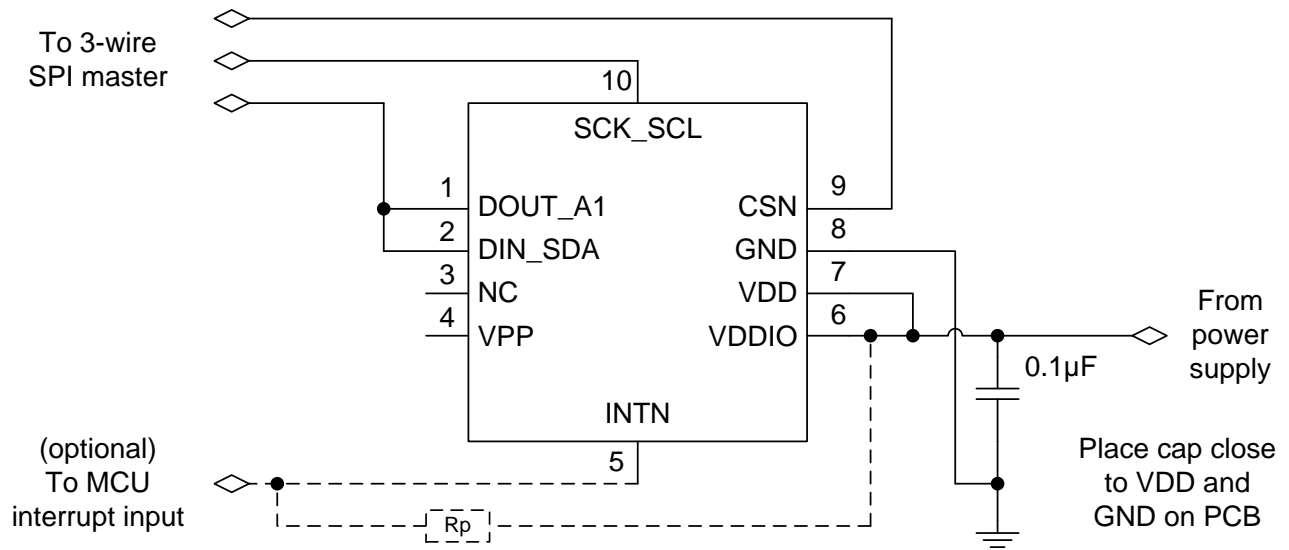 To 3-wire
SPI master
10
SCK_SCL
1
DOUT_A1
2
DIN_SDA
3
NC
4
VPP
9
CSN
8
GND
7
VDD
6
VDDIO
INTN
5
From
power
supply
0.1µF
(optional)
To MCU
interrupt input
Rp
Place cap close
to VDD and
GND on PCB